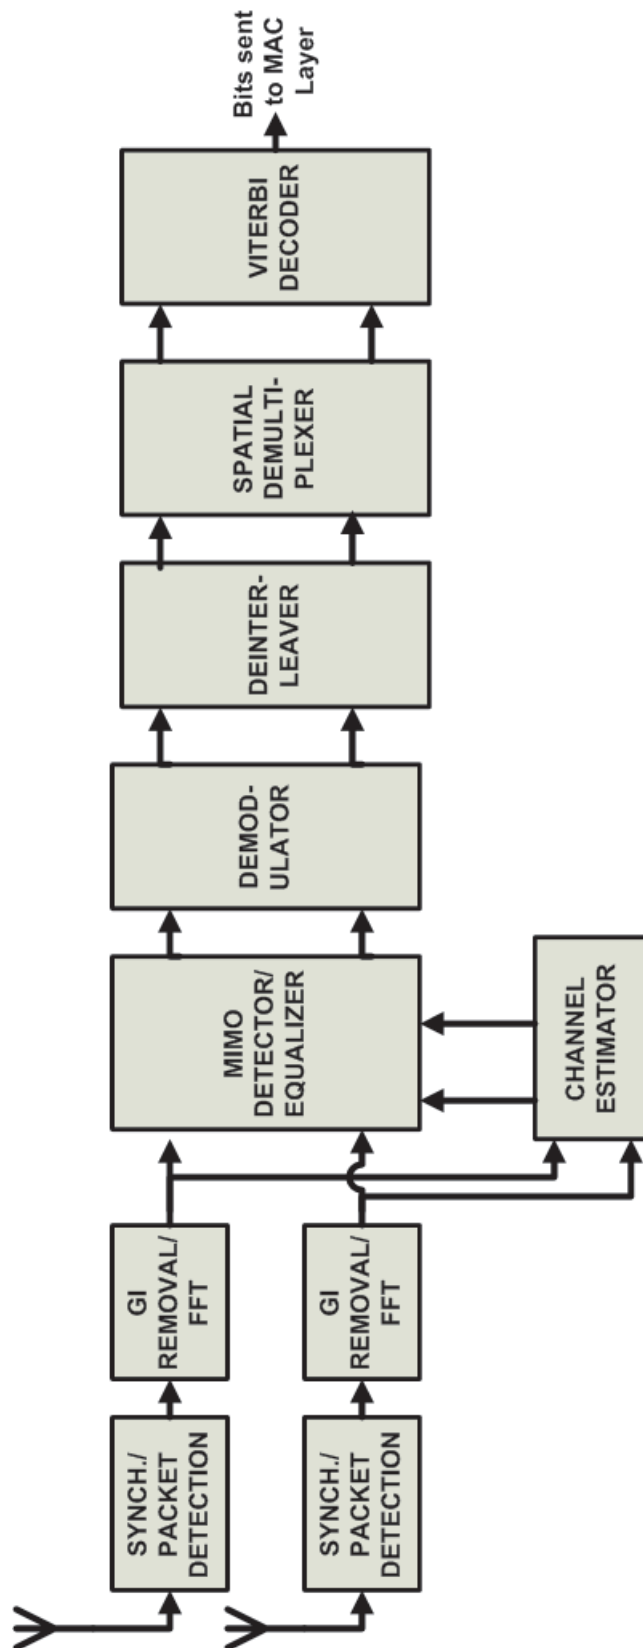 SYNCH./
PACKET
DETECTION
GI
REMOVAL/
FFT
SYNCH./
PACKET
DETECTION
GI
REMOVAL/
FFT
MIMO
DETECTOR/
EQUALIZER
CHANNEL
ESTIMATOR
DEMOD-
ULATOR
DEINTER-
LEAVER
SPATIAL
DEMULTI-
PLEXER
VITERBI
DECODER
Bits sent
to MAC
Layer